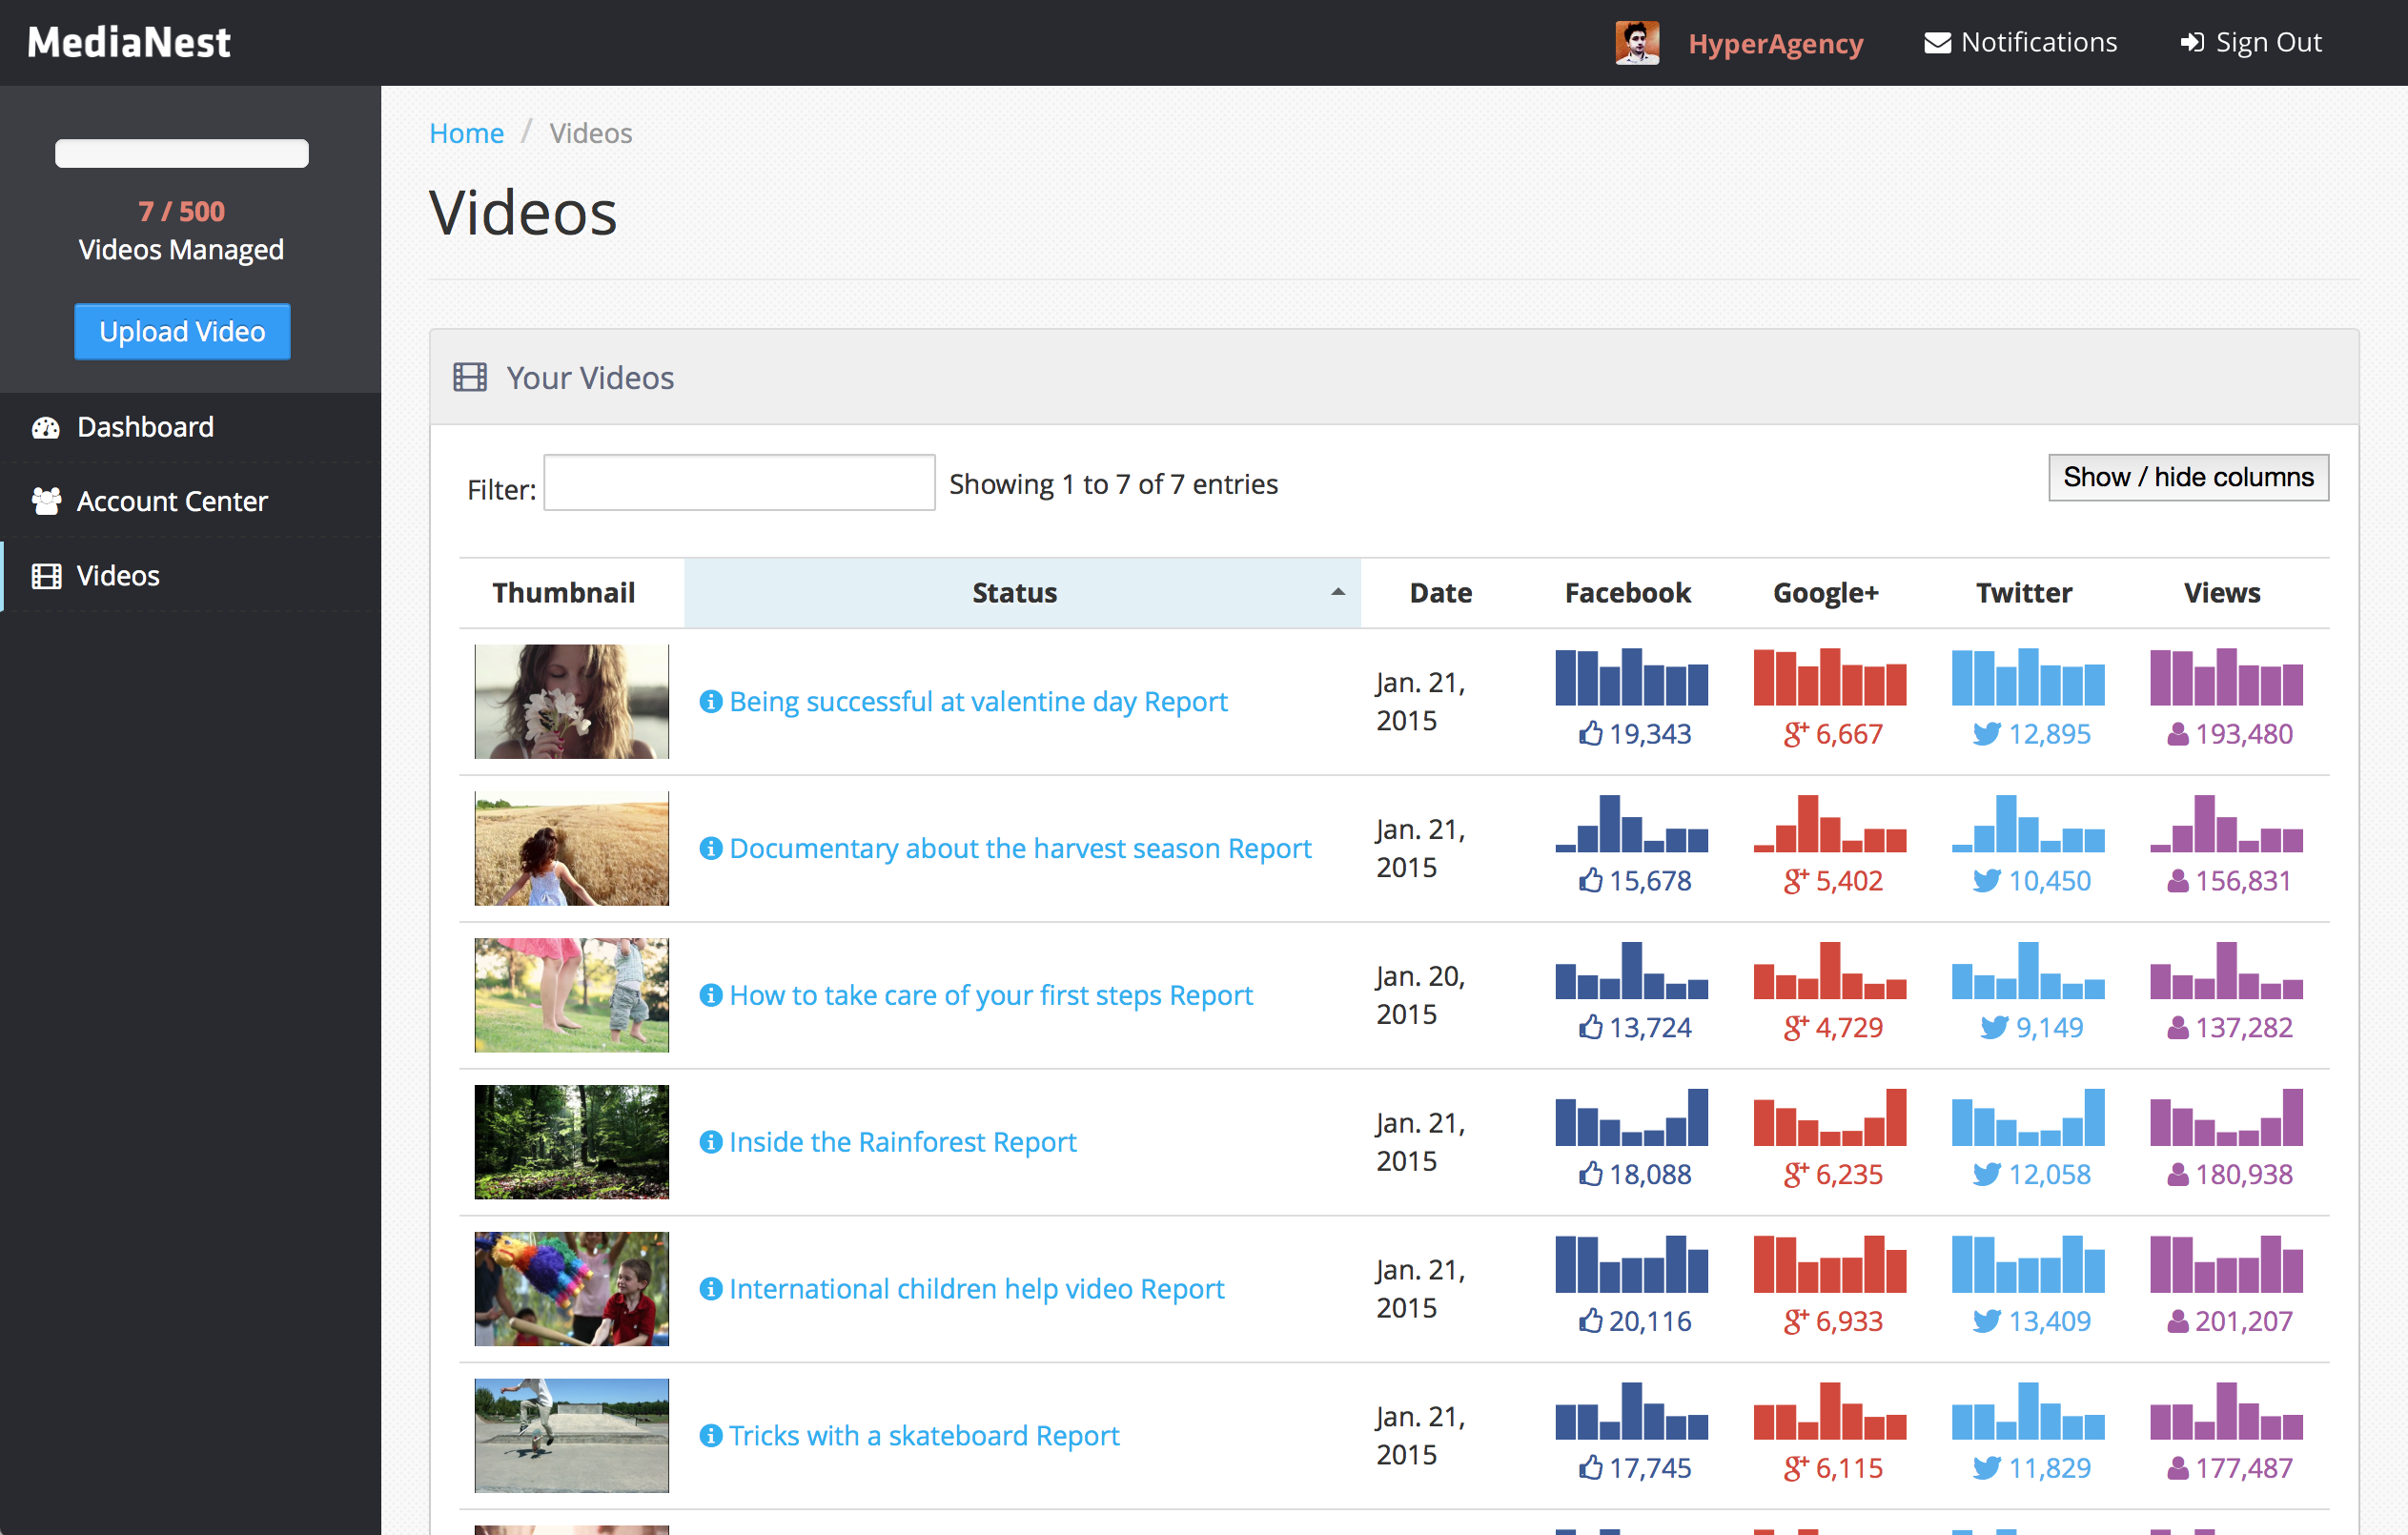 MediaNest
HyperAgency
Notifications
Sign Out
7 / 500
Videos Managed
Upload Video
Dashboard
Account Center
Videos
Home / Videos
Videos
Your Videos
Filter:
Showing 1 to 7 of 7 entries
Show / hide columns
Thumbnail Status Date Facebook Google+ Twitter Views
Being successful at valentine day Report
Jan. 21,
2015
19,343
g+ 6,667
12,895
193,480
Documentary about the harvest season Report
Jan. 21,
2015
15,678
g+ 5,402
10,450
156,831
How to take care of your first steps Report
Jan. 20,
2015
13,724
g+ 4,729
9,149
137,282
Inside the Rainforest Report
Jan. 21,
2015
18,088
g+ 6,235
12,058
180,938
International children help video Report
Jan. 21,
2015
20,116
g+ 6,933
13,409
201,207
Tricks with a skateboard Report
Jan. 21,
2015
17,745
g+ 6,115
11,829
177,487